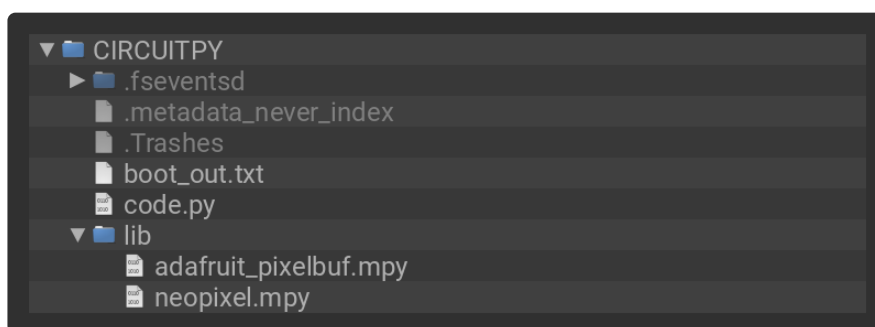 CIRCUITPY
.fseventsd
.metadata_never_index
.Trashes
boot_out.txt
code.py
lib
adafruit_pixelbuf.mpy
neopixel.mpy